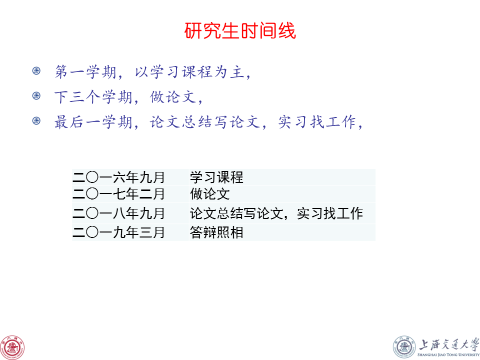 研究生时间线
第一学期，以学习课程为主，
下三个学期，做论文，
最后一学期，论文总结写论文，实习找工作，
二〇一六年九月 学习课程
二〇一七年二月 做论文
二〇一八年九月 论文总结写论文，实习找工作
二〇一九年三月 答辩照相
上海交通大学
SHANGHAI JIAO TONG UNIVERSITY